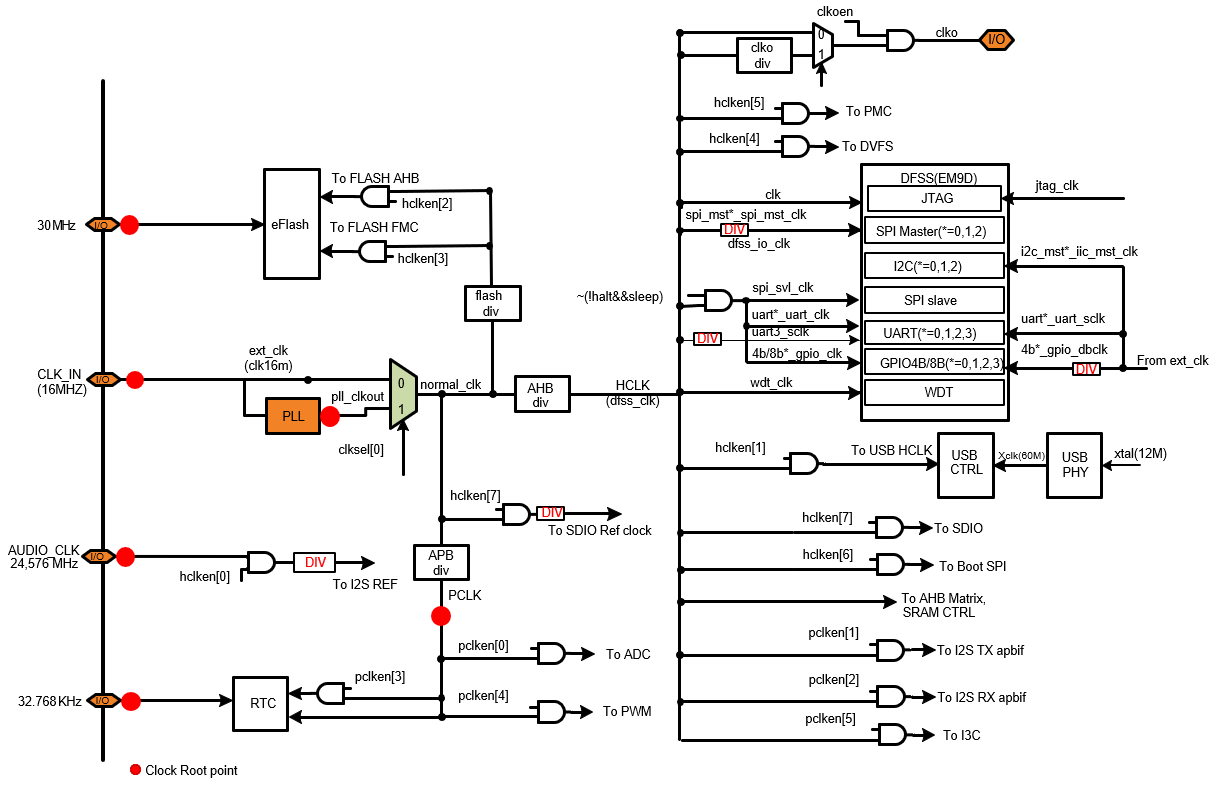 clkoen
0
1
clko
div
clko
I/O
hclken[5]
To PMC
hclken[4]
To DVFS
To FLASH AHB
hclken[2]
To FLASH FMC
hclken[3]
30MHz
I/O
eFlash
flash
div
DFSS(EM9D)
clk
JTAG
jtag_clk
spi_mst*_spi_mst_clk
DIV
SPI Master(*=0,1,2)
dfss_io_clk
i2c_mst*_iic_mst_clk
I2C(*=0,1,2)
~(!halt&&sleep)
spi_svl_clk
SPI slave
uart*_uart_clk
uart*_uart_sclk
DIV
uart3_sclk
UART(*=0,1,2,3)
4b/8b*_gpio_clk
4b*_gpio_dbclk
GPIO4B/8B(*=0,1,2,3)
DIV
From ext_clk
wdt_clk
WDT
ext_clk
(clk16m)
CLK_IN
(16MHZ)
I/O
0
1
normal_clk
pll_clkout
PLL
clksel[0]
AHB
div
HCLK
(dfss_clk)
hclken[1]
To USB HCLK
USB
CTRL
Xclk(60M)
USB
PHY
xtal(12M)
hclken[7]
DIV
To SDIO Ref clock
hclken[7]
To SDIO
AUDIO_CLK
24,576 MHz
I/O
hclken[0]
DIV
To I2S REF
APB
div
PCLK
hclken[6]
To Boot SPI
To AHB Matrix,
SRAM CTRL
pclken[0]
To ADC
pclken[1]
To I2S TX apbif
pclken[3]
pclken[4]
To PWM
pclken[2]
To I2S RX apbif
32.768KHz
I/O
RTC
pclken[5]
To I3C
Clock Root point